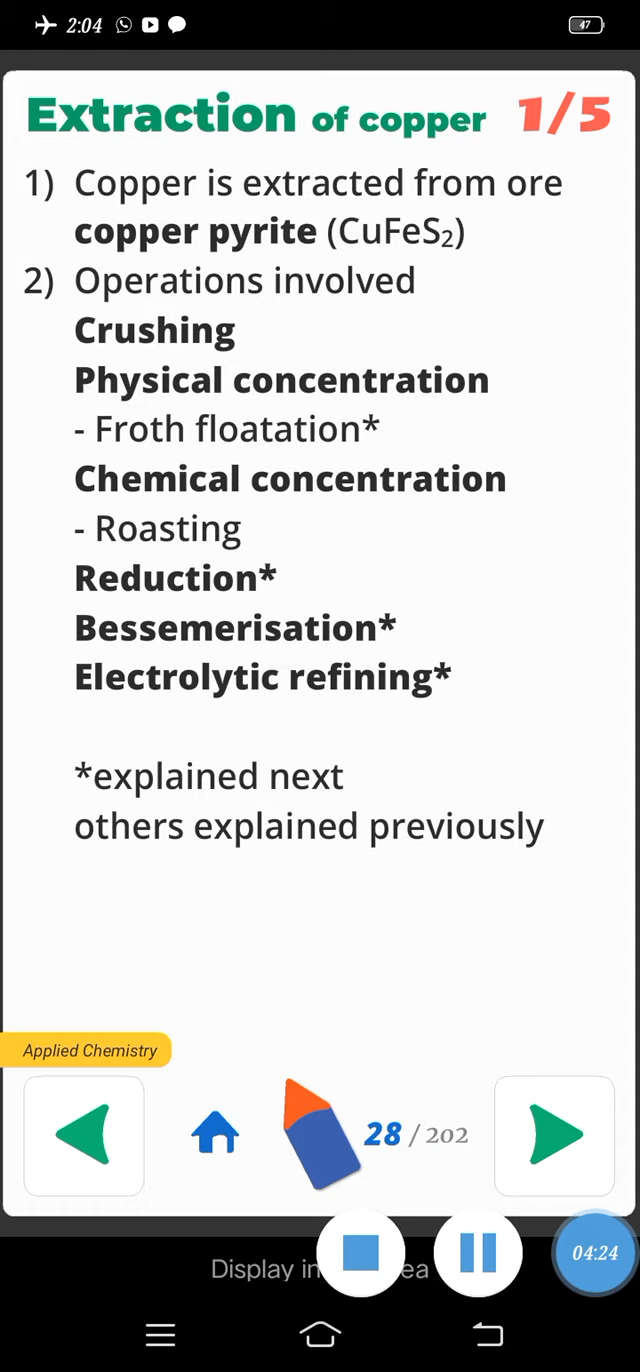 2:04
47
Extraction of copper 1/5
1) Copper is extracted from ore
copper pyrite (CuFeS₂)
2) Operations involved
Crushing
Physical concentration
- Froth floatation*
Chemical concentration
- Roasting
Reduction*
Bessemerisation*
Electrolytic refining*
*explained next
others explained previously
Applied Chemistry
28 / 202
Display in ea
04:24